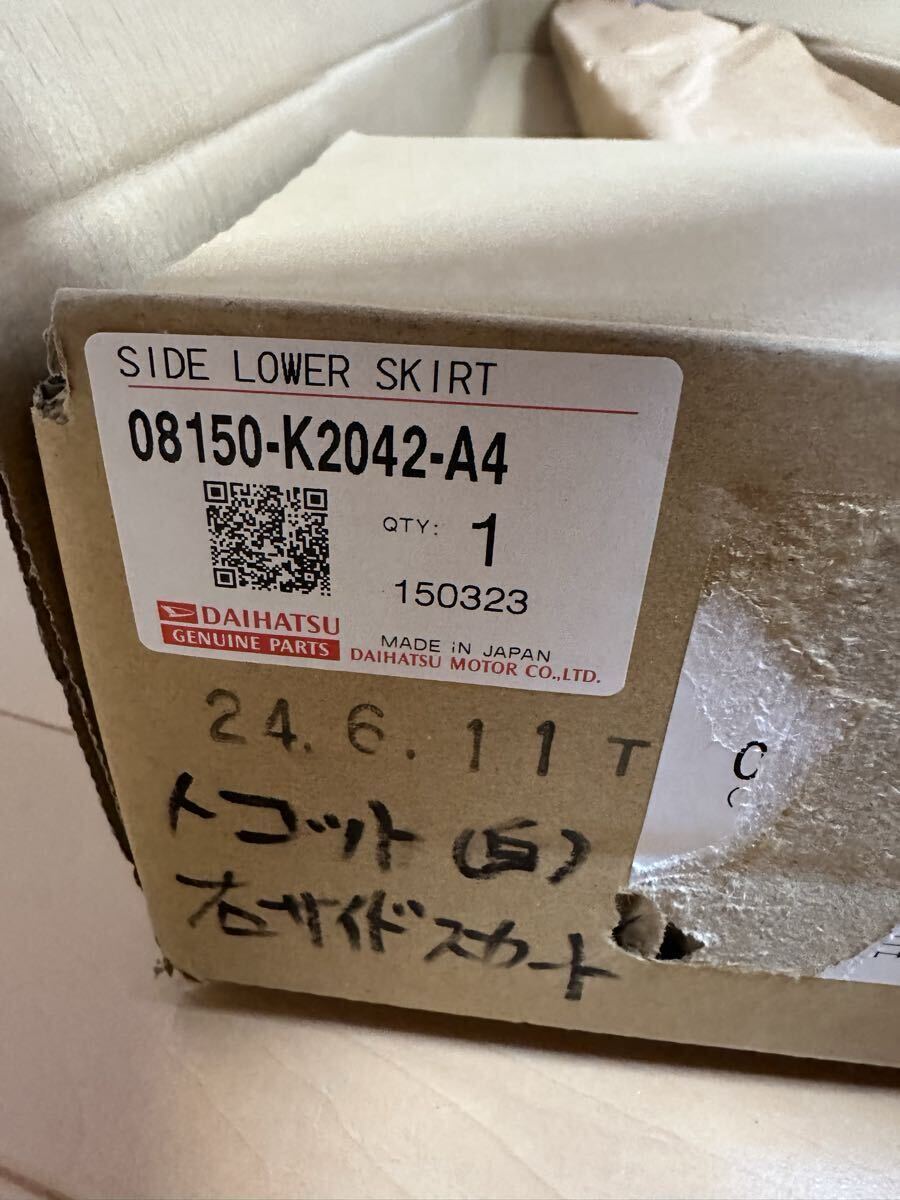 SIDE LOWER SKIRT
08150-K2042-A4
QTY: 1
150323
DAIHATSU
GENUINE PARTS
MADE IN JAPAN
DAIHATSU MOTOR CO.,LTD.
24.6.11 T
トコット(白)
右サイドスカート